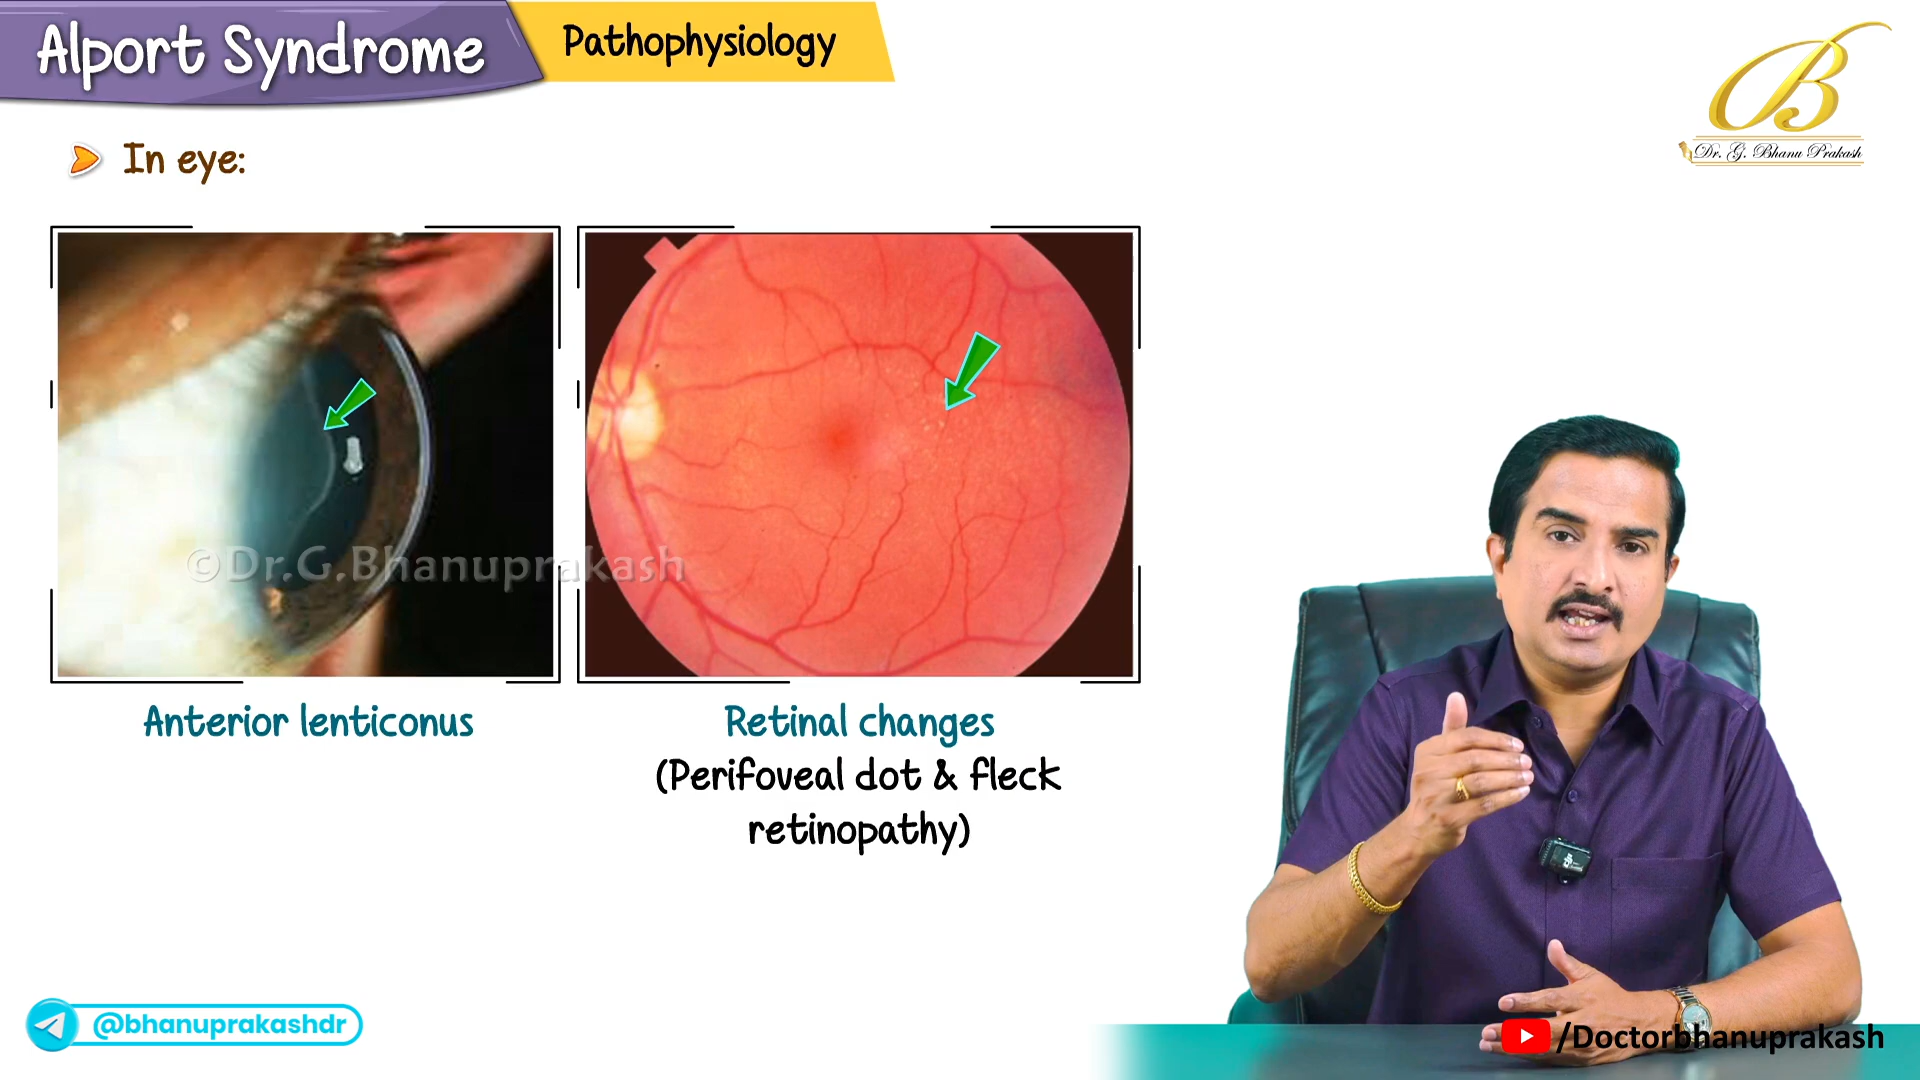 Alport Syndrome
Pathophysiology
Dr. G. Bhanu Prakash
In eye:
©Dr.G.Bhanuprakash
Anterior lenticonus
Retinal changes
(Perifoveal dot & fleck
retinopathy)
@bhanuprakashdr
/Doctorbhanuprakash